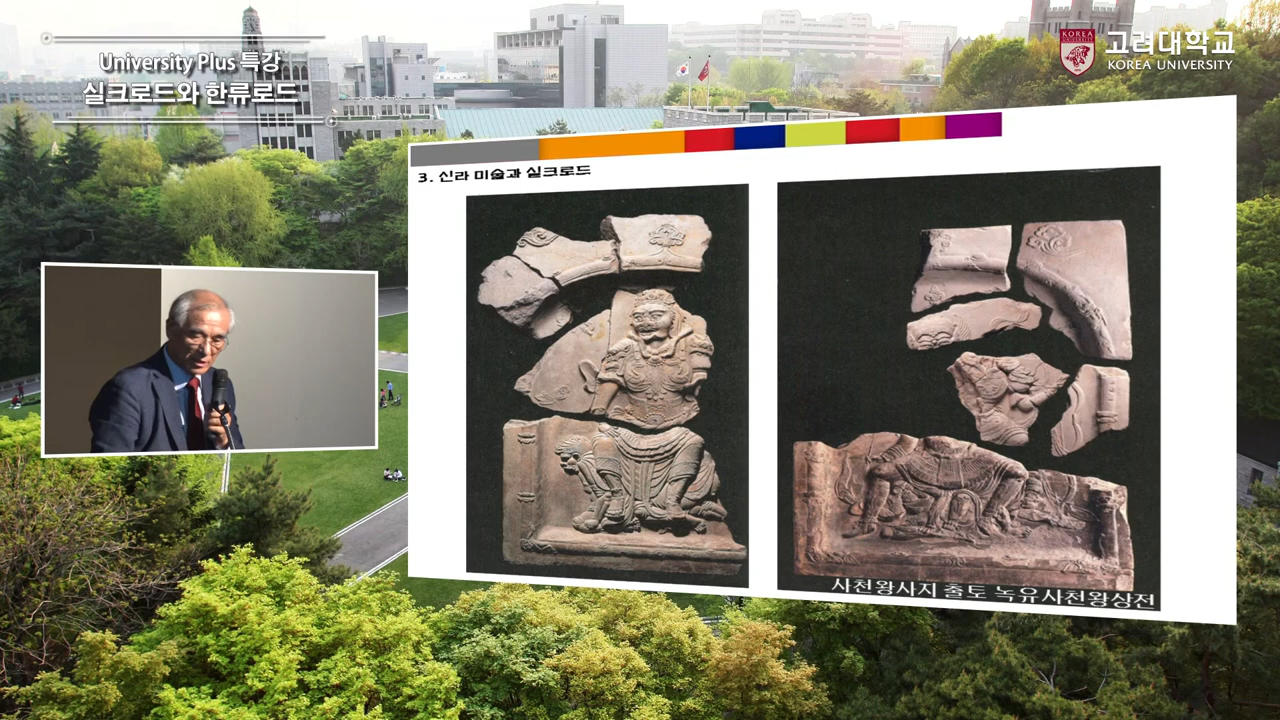 University Plus 특강
실크로드와 한류로드
KOREA
고려대학교
KOREA UNIVERSITY
3. 신라 미술과 실크로드
사천왕사지 출토 녹유사천왕상전